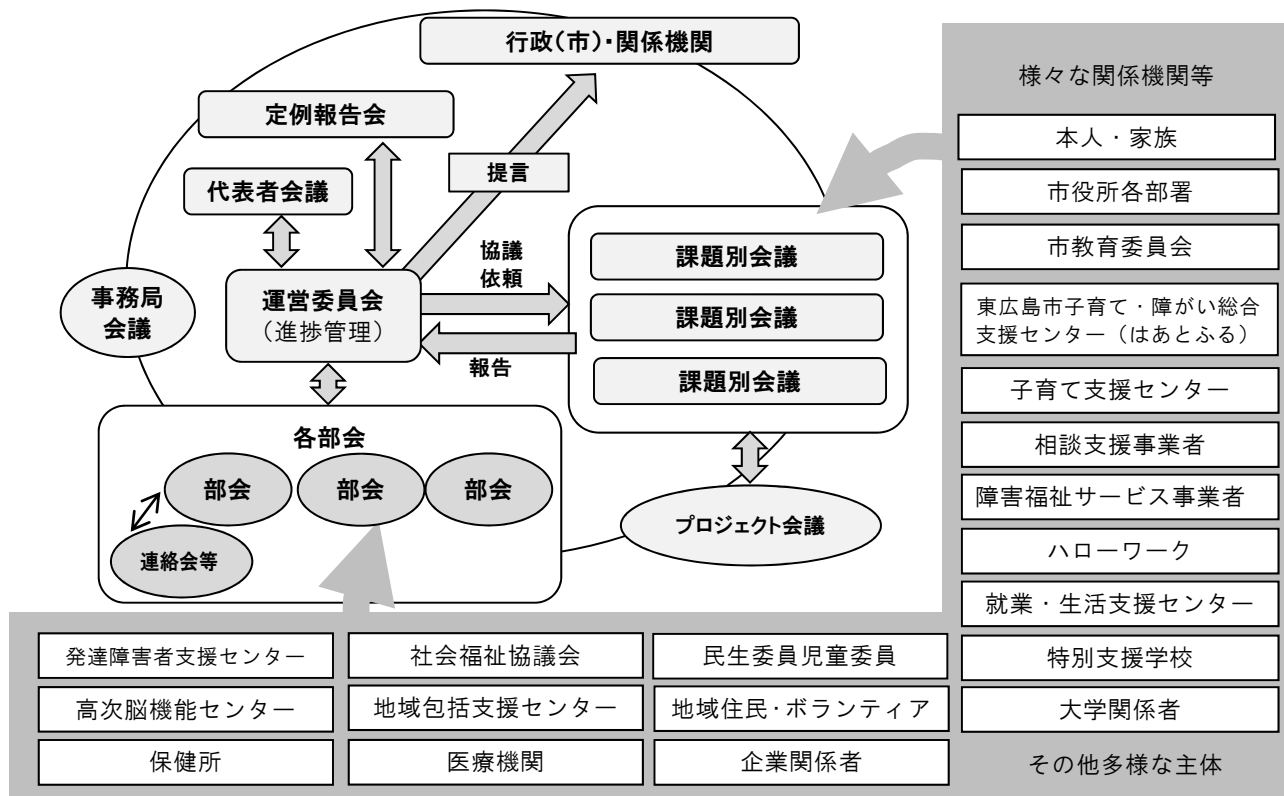 行政(市)・関係機関
定例報告会
代表者会議
提言
事務局
会議
運営委員会
(進捗管理)
協議
依頼
報告
課題別会議
課題別会議
課題別会議
各部会
部会
部会
部会
連絡会等
プロジェクト会議
様々な関係機関等
本人・家族
市役所各部署
市教育委員会
東広島市子育て・障がい総合
支援センター(はあとふる)
子育て支援センター
相談支援事業者
障害福祉サービス事業者
ハローワーク
就業・生活支援センター
特別支援学校
大学関係者
その他多様な主体
発達障害者支援センター
社会福祉協議会
民生委員児童委員
高次脳機能センター
地域包括支援センター
地域住民・ボランティア
保健所
医療機関
企業関係者